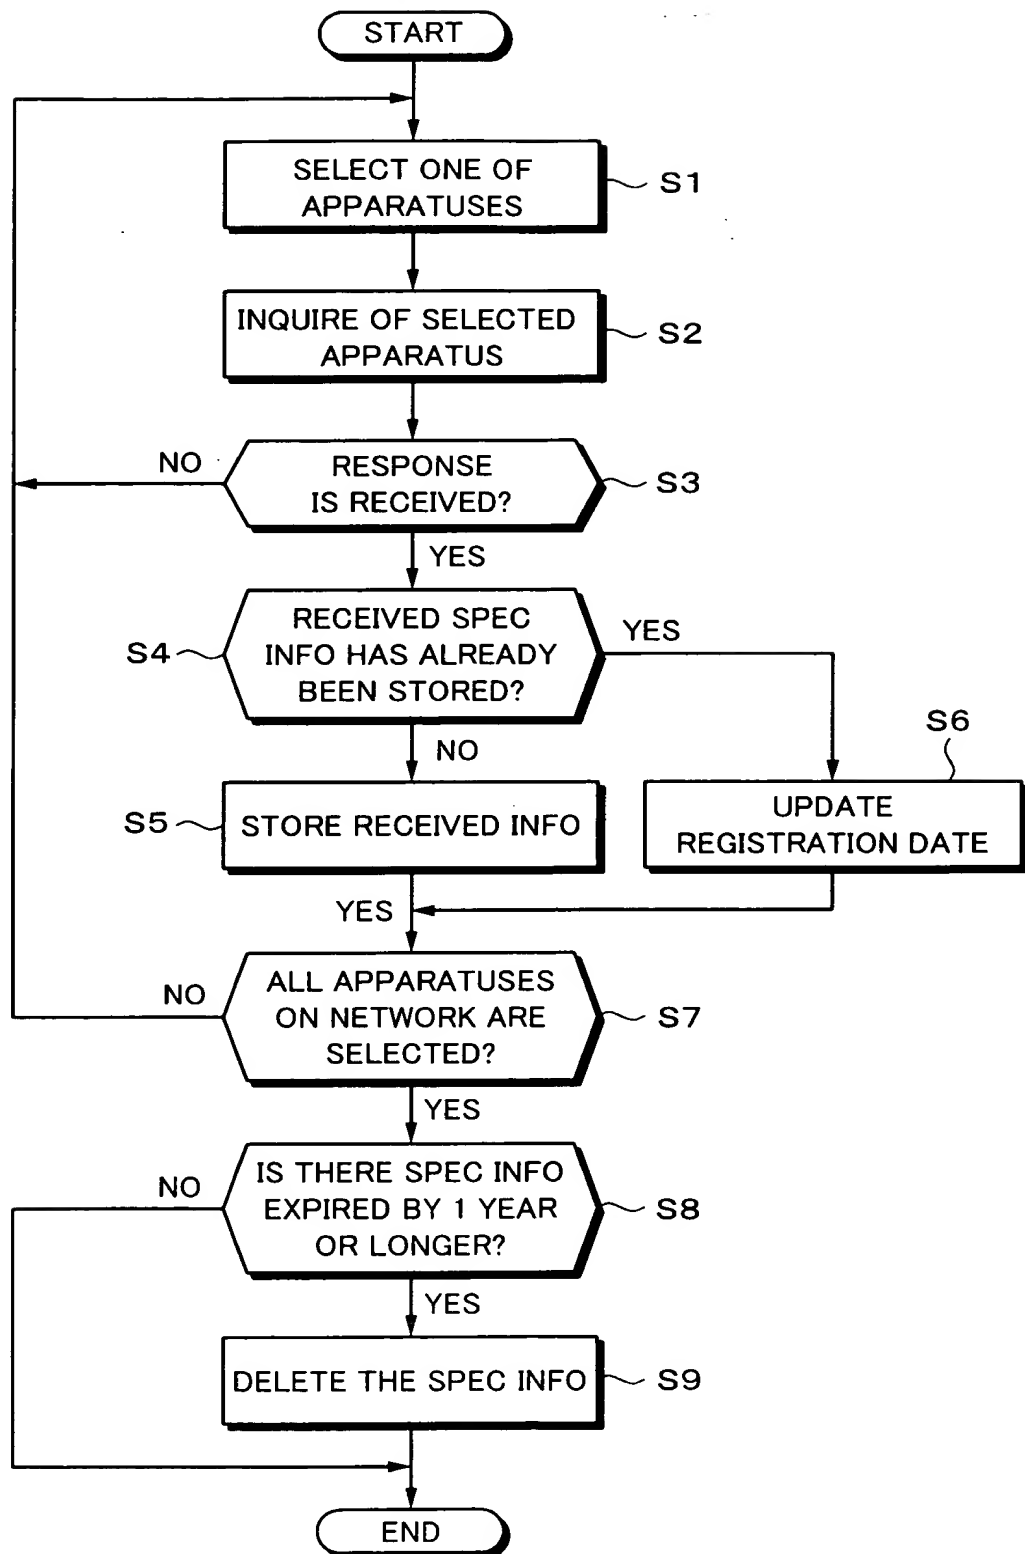 START
SELECT ONE OF
APPARATUSES
S1
INQUIRE OF SELECTED
APPARATUS
S2
NO
RESPONSE
IS RECEIVED?
S3
YES
S4
RECEIVED SPEC
INFO HAS ALREADY
BEEN STORED?
YES
NO
S6
S5
STORE RECEIVED INFO
UPDATE
REGISTRATION DATE
YES
NO
ALL APPARATUSES
ON NETWORK ARE
SELECTED?
S7
YES
NO
IS THERE SPEC INFO
EXPIRED BY 1 YEAR
OR LONGER?
S8
YES
DELETE THE SPEC INFO
S9
END